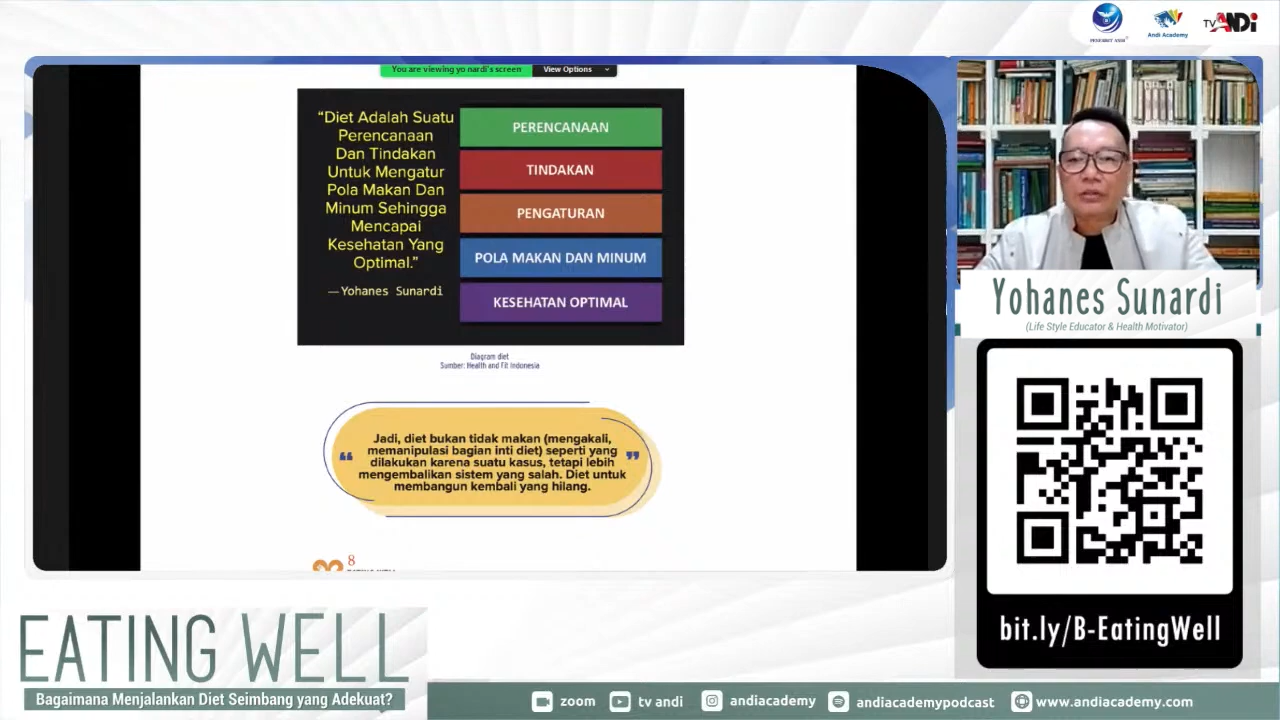 PENERBIT ANDI
Andi Academy
TV ANDi
You are viewing yo nardi's screen
View Options
“Diet Adalah Suatu
Perencanaan
Dan Tindakan
Untuk Mengatur
Pola Makan Dan
Minum Sehingga
Mencapai
Kesehatan Yang
Optimal.”
—Yohanes Sunardi
PERENCANAAN
TINDAKAN
PENGATURAN
POLA MAKAN DAN MINUM
KESEHATAN OPTIMAL
Diagram diet
Sumber: Health and Fit Indonesia
“ Jadi, diet bukan tidak makan (mengakali,
memanipulasi bagian inti diet) seperti yang
dilakukan karena suatu kasus, tetapi lebih
mengembalikan sistem yang salah. Diet untuk
membangun kembali yang hilang. ”
8
Yohanes Sunardi
(Life Style Educator & Health Motivator)
bit.ly/B-EatingWell
EATING WELL
Bagaimana Menjalankan Diet Seimbang yang Adekuat?
zoom
tv andi
andiacademy
andiacademypodcast
www.andiacademy.com